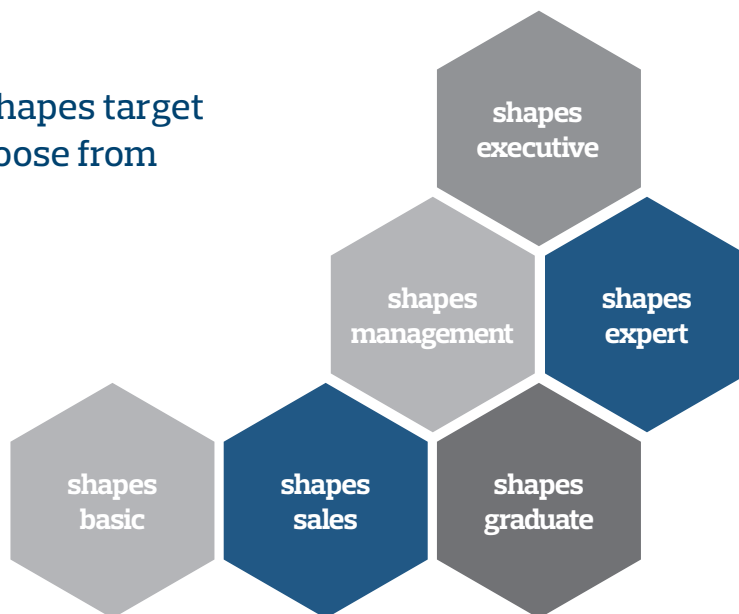 hapes target
oose from
shapes
executive
shapes
management
shapes
expert
shapes
basic
shapes
sales
shapes
graduate